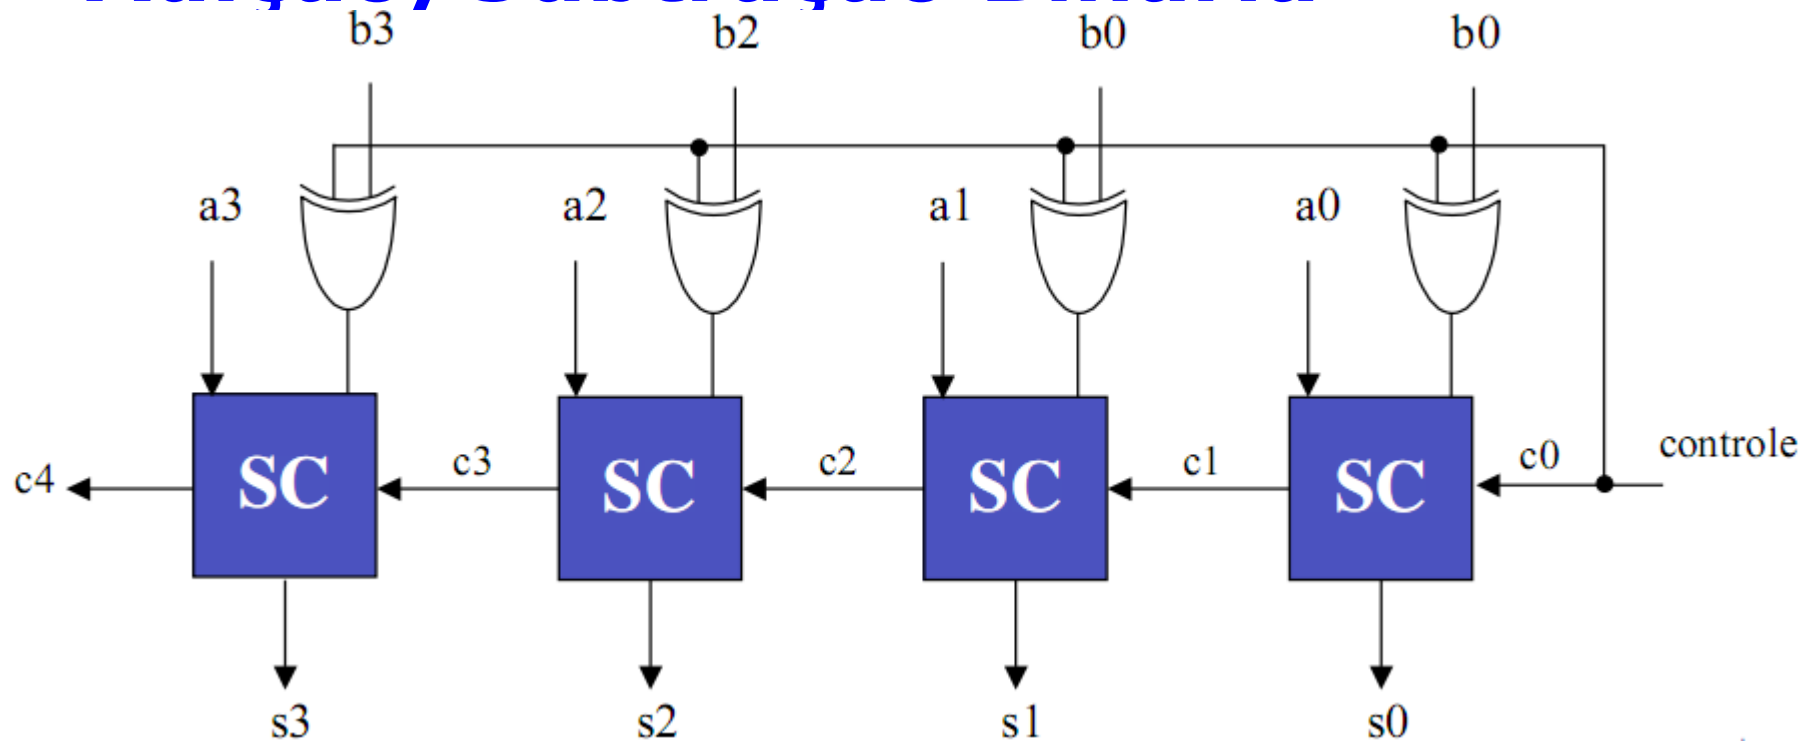 b3 b2 b0 b0
a3 a2 a1 a0
SC SC SC SC
c4 c3 c2 c1 c0 controle
s3 s2 s1 s0